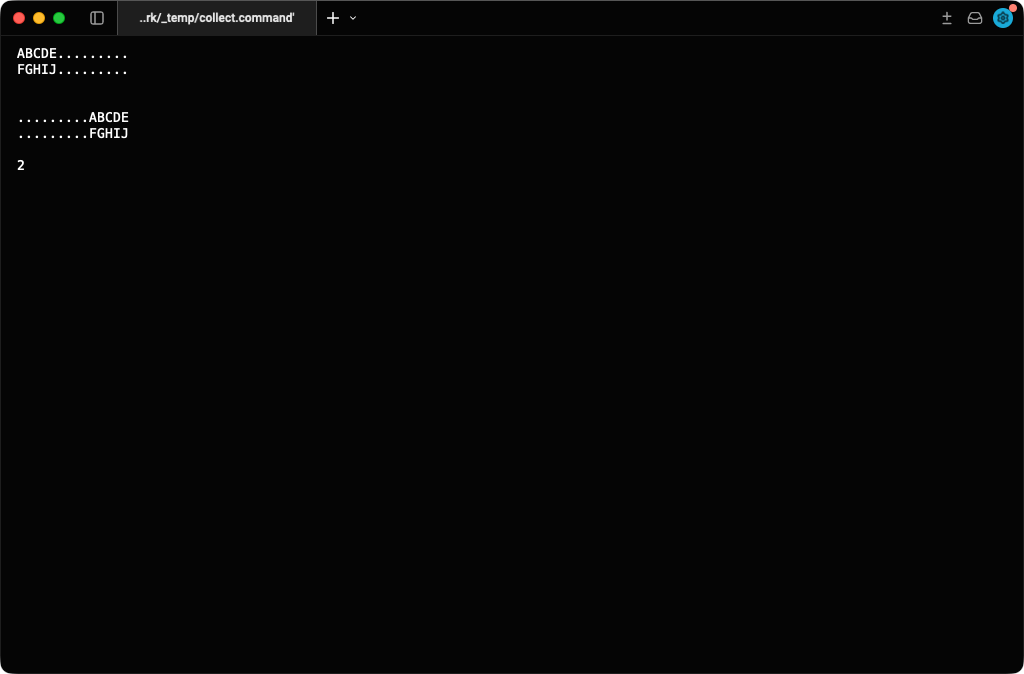 ..rk/_temp/collect.command'
ABCDE.........
FGHIJ.........
.........ABCDE
.........FGHIJ
2